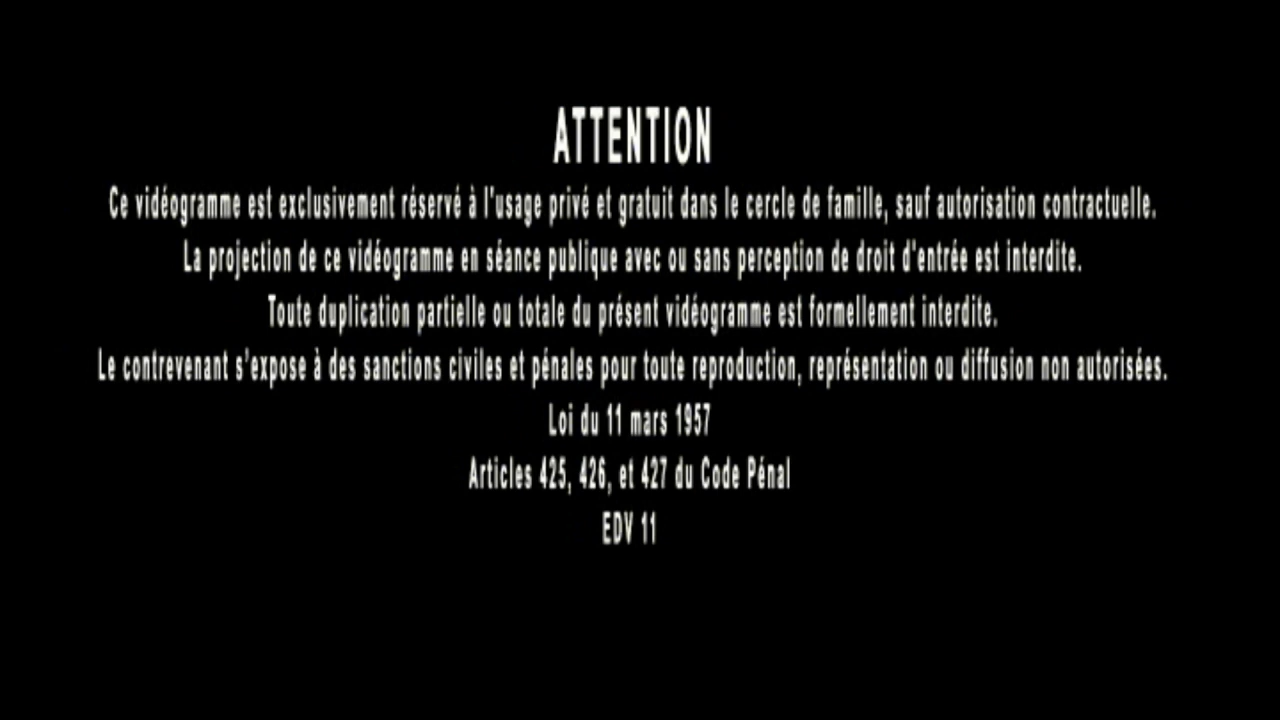 ATTENTION
Ce vidéogramme est exclusivement réservé à l'usage privé et gratuit dans le cercle de famille, sauf autorisation contractuelle.
La projection de ce vidéogramme en séance publique avec ou sans perception de droit d'entrée est interdite.
Toute duplication partielle ou totale du présent vidéogramme est formellement interdite.
Le contrevenant s'expose à des sanctions civiles et pénales pour toute reproduction, représentation ou diffusion non autorisées.
Loi du 11 mars 1957
Articles 425, 426, et 427 du Code Pénal
EDV 11